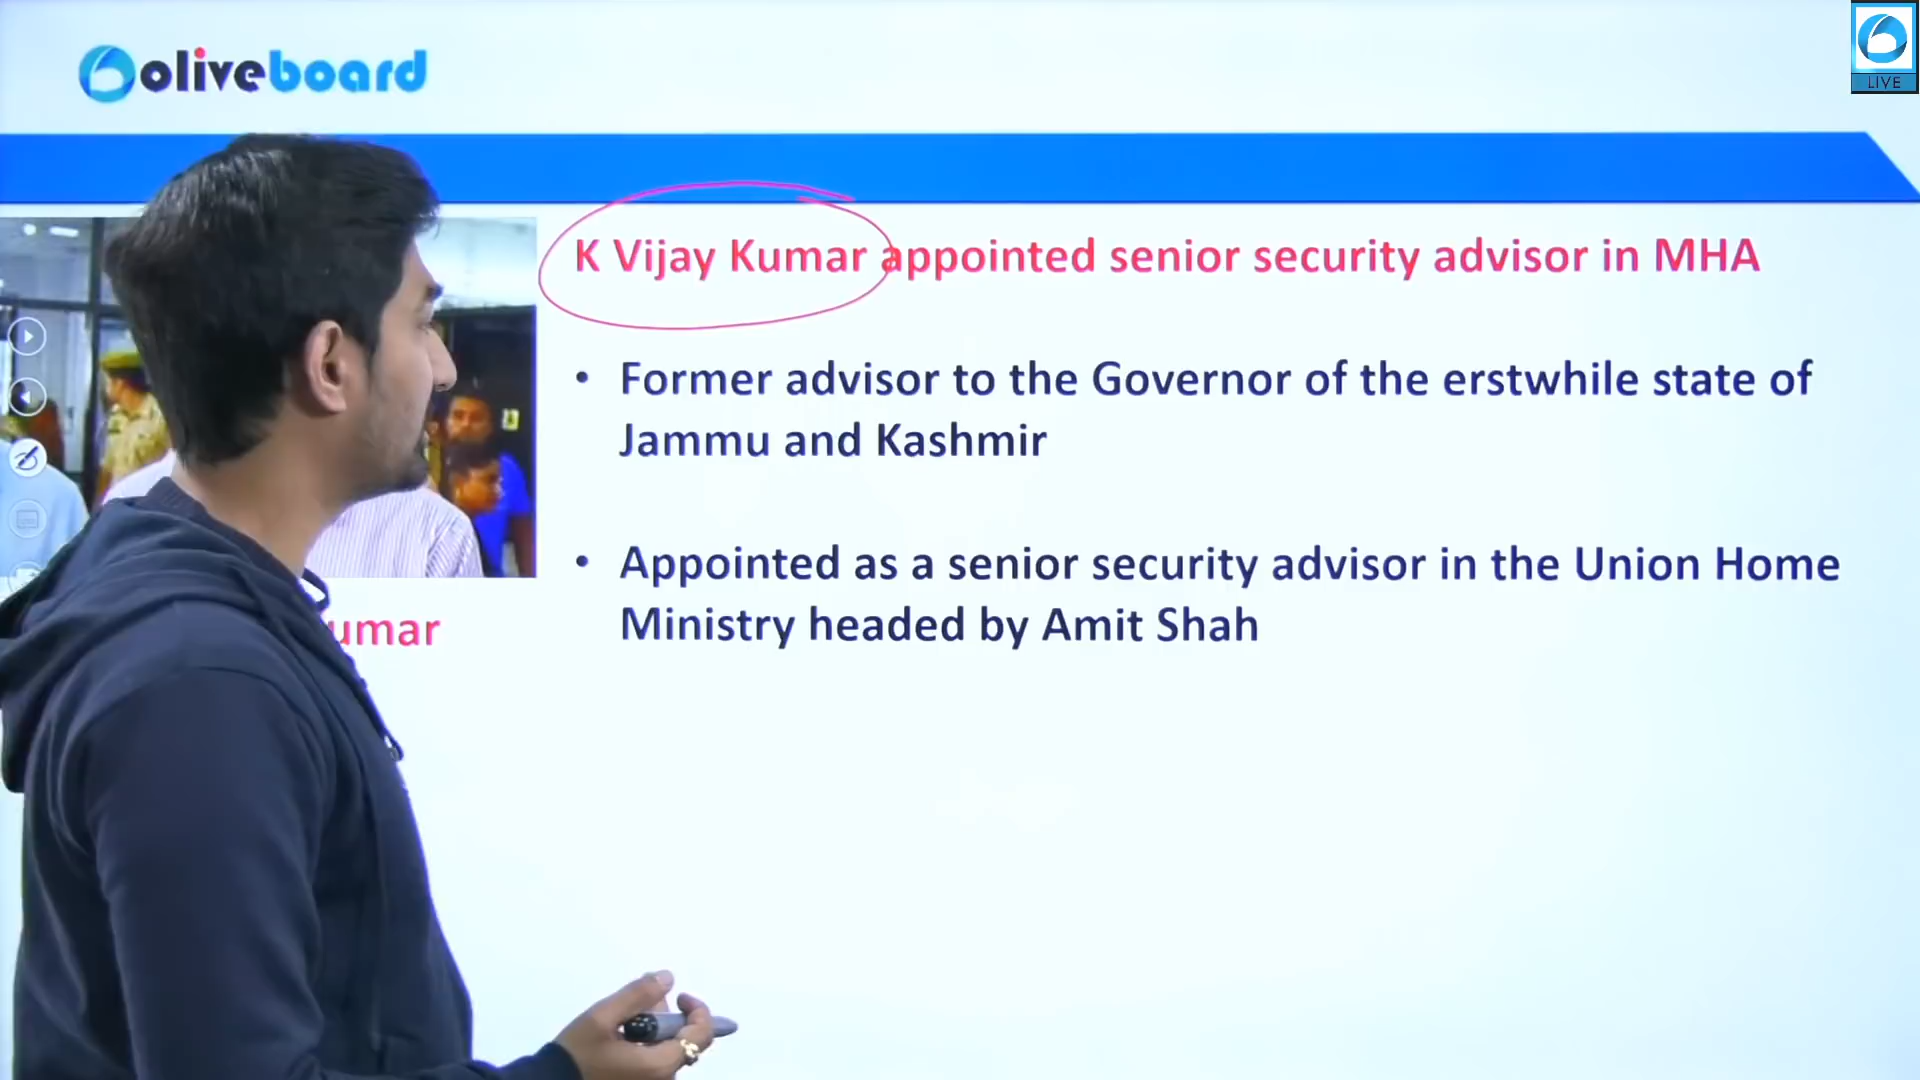 oliveboard
LIVE
K Vijay Kumar appointed senior security advisor in MHA
• Former advisor to the Governor of the erstwhile state of
Jammu and Kashmir
• Appointed as a senior security advisor in the Union Home
Ministry headed by Amit Shah
umar